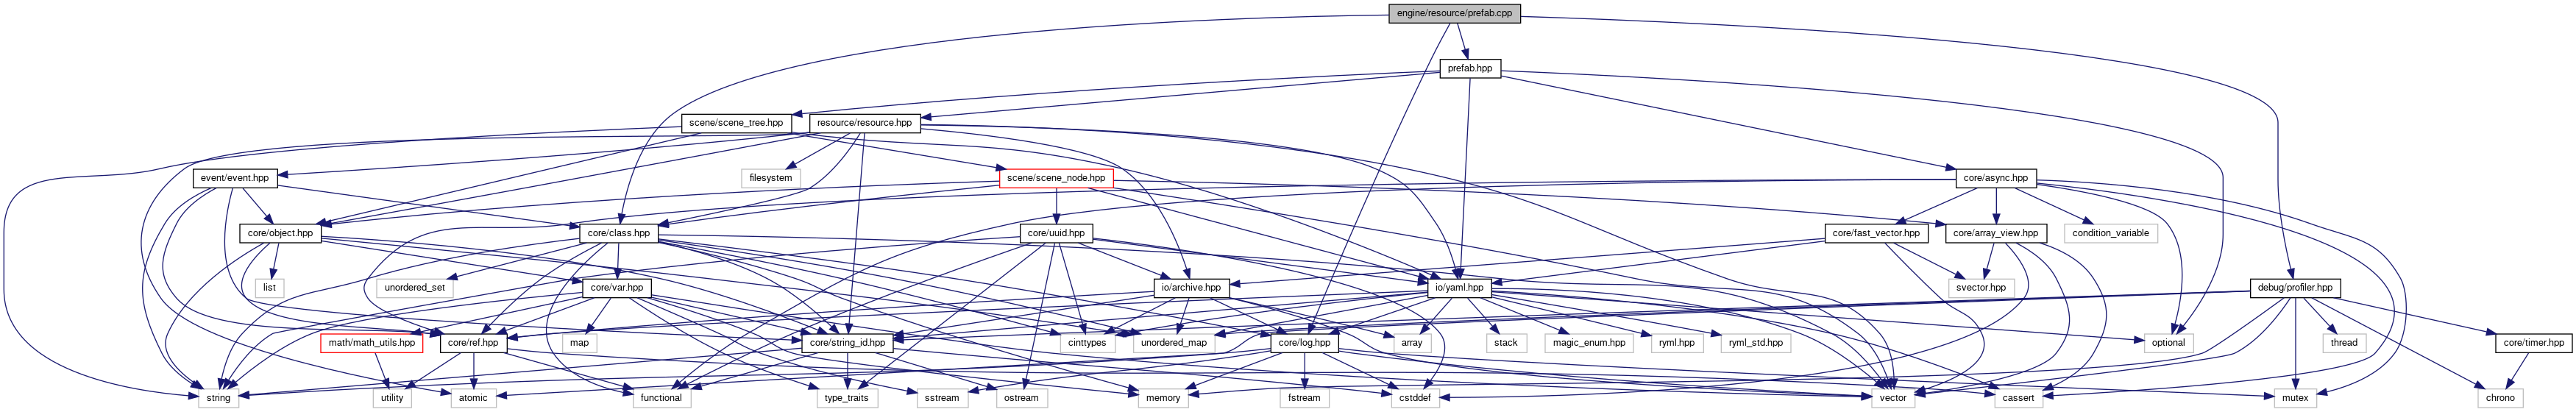 engine/resource/prefab.cpp
prefab.hpp
scene/scene_tree.hpp
resource/resource.hpp
event/event.hpp
filesystem
scene/scene_node.hpp
core/async.hpp
core/object.hpp
core/class.hpp
core/uuid.hpp
core/fast_vector.hpp
core/array_view.hpp
condition_variable
list
unordered_set
core/var.hpp
io/archive.hpp
io/yaml.hpp
svector.hpp
debug/profiler.hpp
math/math_utils.hpp
core/ref.hpp
map
core/string_id.hpp
cinttypes
unordered_map
core/log.hpp
array
stack
magic_enum.hpp
ryml.hpp
ryml_std.hpp
optional
thread
core/timer.hpp
string
utility
atomic
functional
type_traits
sstream
ostream
memory
fstream
cstddef
vector
cassert
mutex
chrono